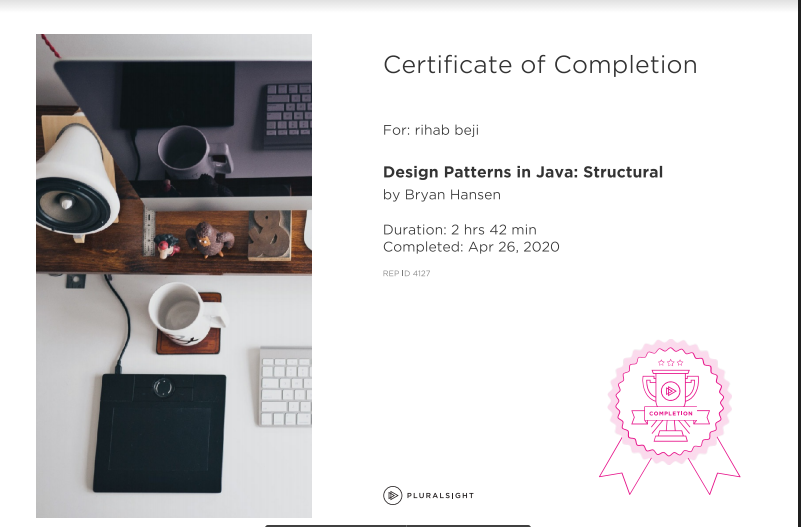 Certificate of Completion
For: rihab beji
Design Patterns in Java: Structural
by Bryan Hansen
Duration: 2 hrs 42 min
Completed: Apr 26, 2020
REP ID 4127
COMPLETION
PLURALSIGHT